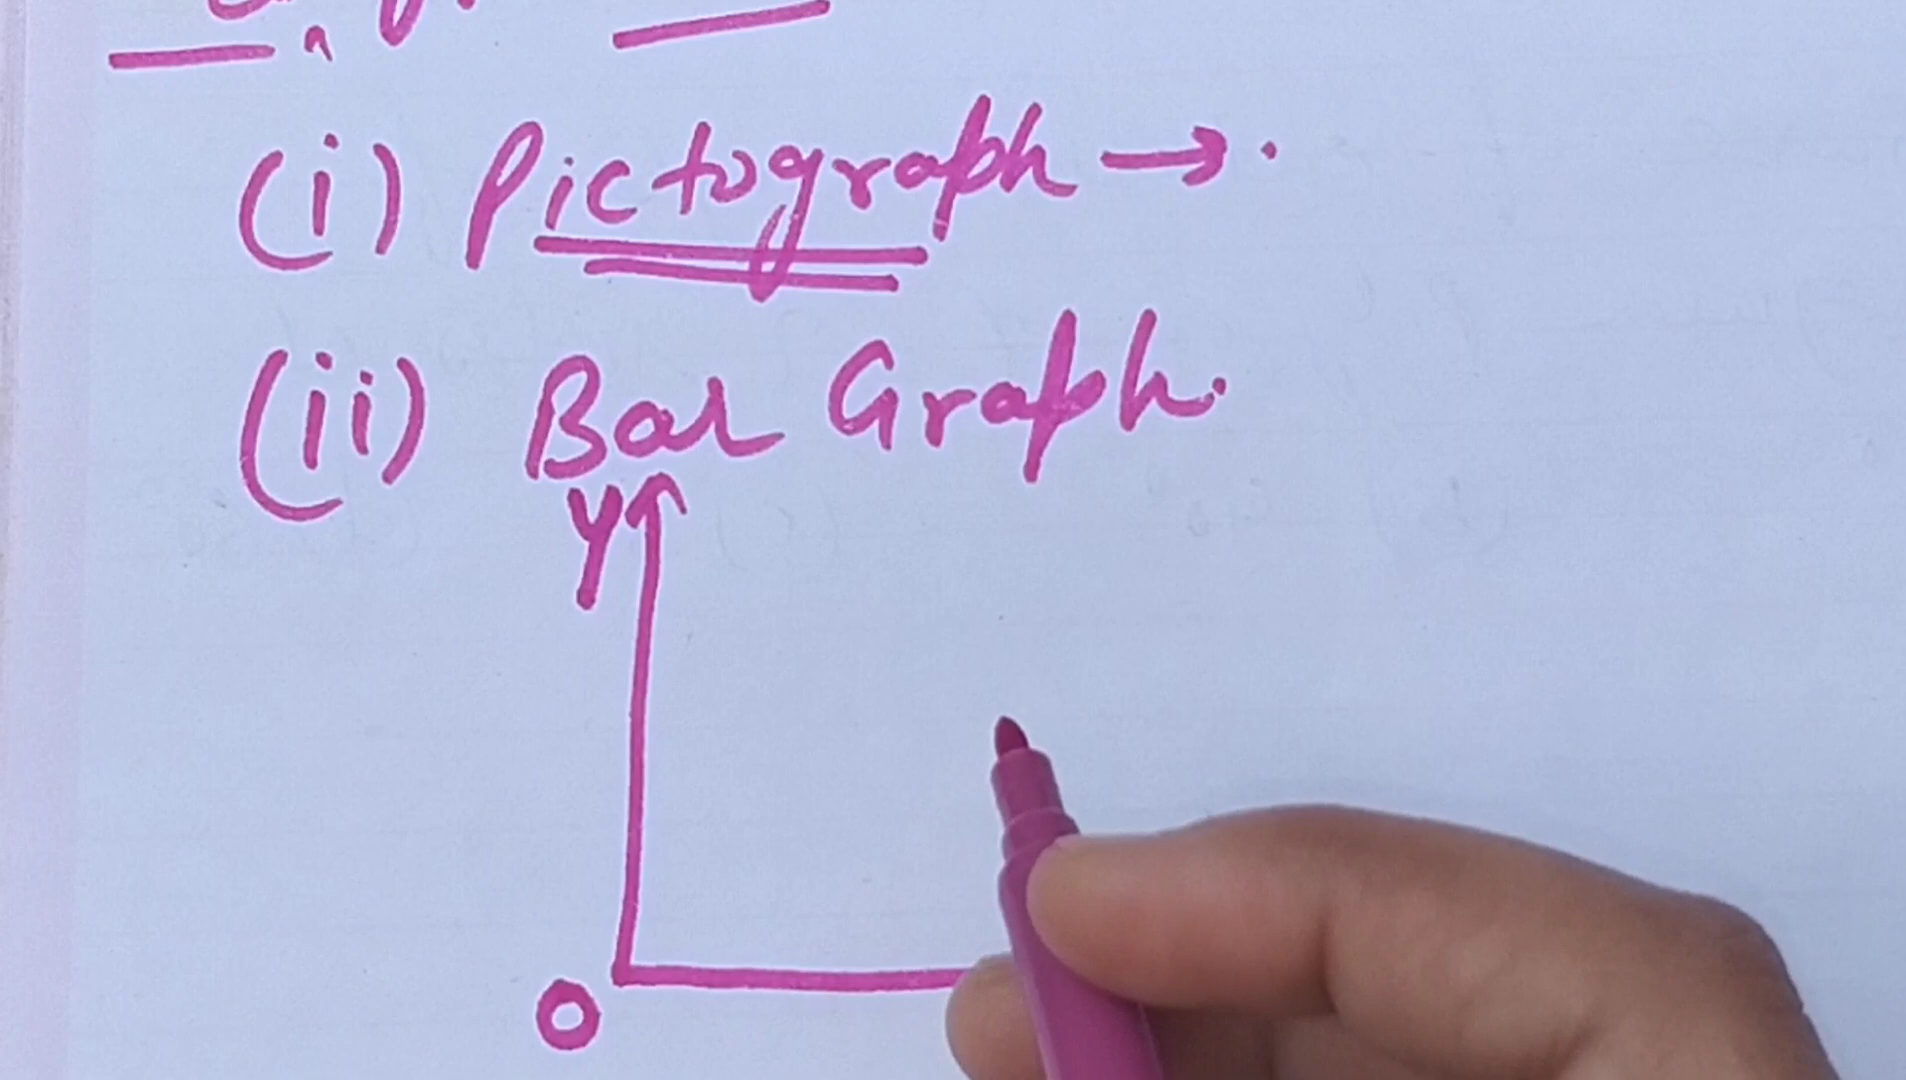 (i) Pictograph →.
(ii) Bar Graph.
Y
O